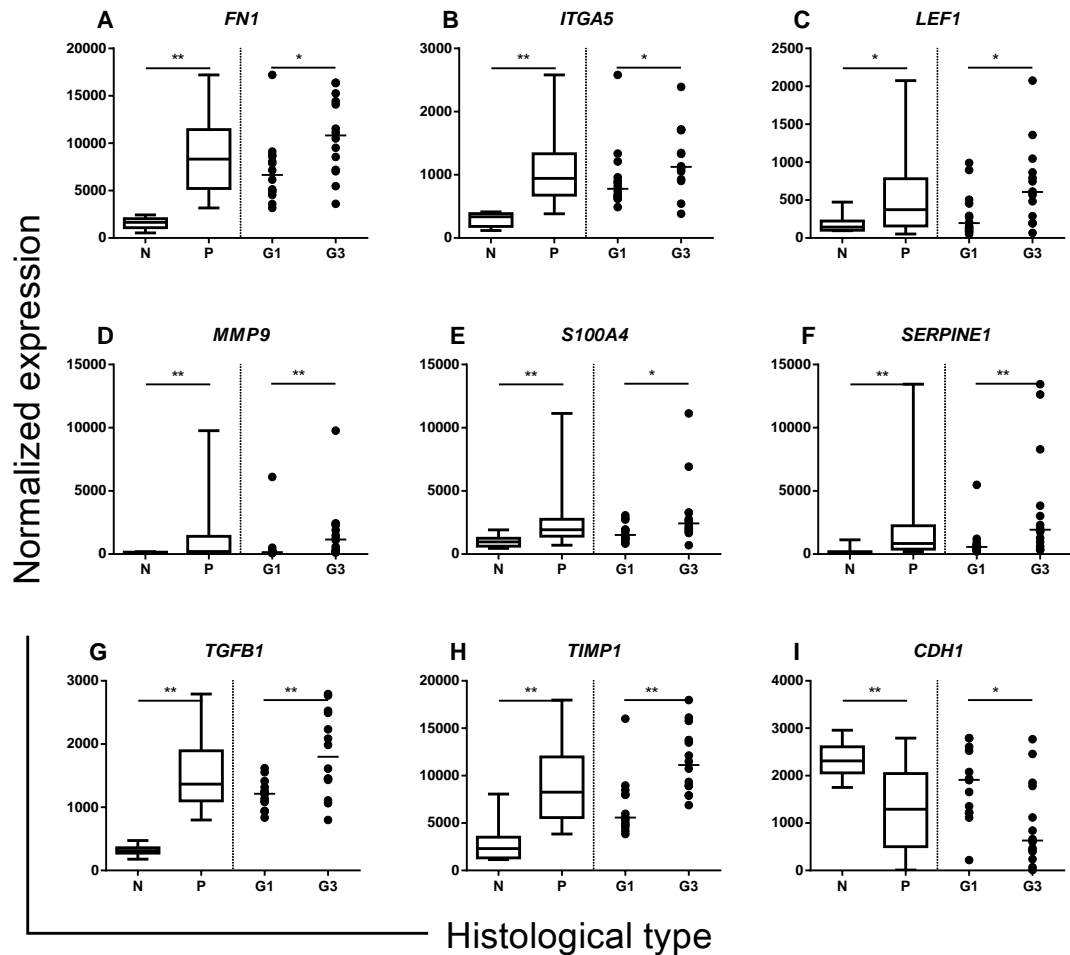 A FN1
20000
15000
10000
5000
0
** *
N P G1 G3
B ITGA5
3000
2000
1000
0
** *
N P G1 G3
C LEF1
2500
2000
1500
1000
500
0
* *
N P G1 G3
D MMP9
15000
10000
5000
0
** **
N P G1 G3
E S100A4
15000
10000
5000
0
** *
N P G1 G3
F SERPINE1
15000
10000
5000
0
** **
N P G1 G3
G TGFB1
3000
2000
1000
0
** **
N P G1 G3
H TIMP1
20000
15000
10000
5000
0
** **
N P G1 G3
I CDH1
4000
3000
2000
1000
0
** *
N P G1 G3
Normalized expression
Histological type